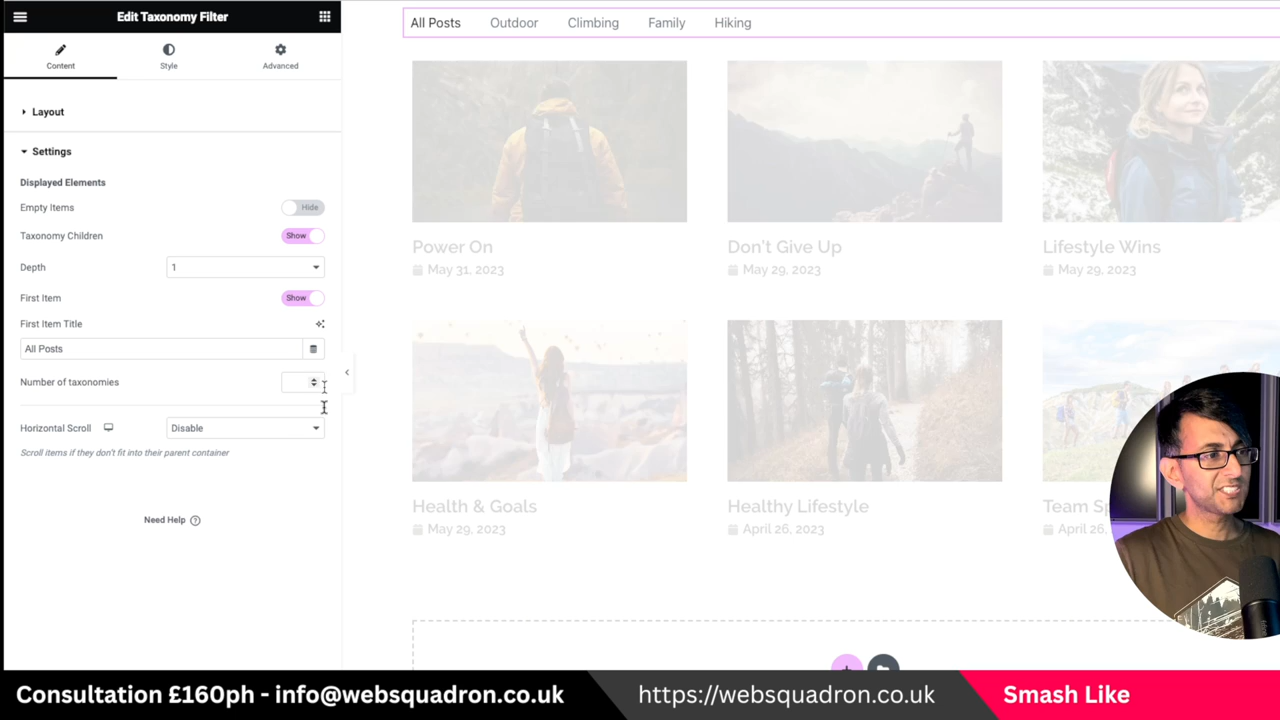 Edit Taxonomy Filter
Content
Style
Advanced
Layout
Settings
Displayed Elements
Empty Items
Hide
Taxonomy Children
Show
Depth
1
First Item
Show
First Item Title
All Posts
Number of taxonomies
Horizontal Scroll
Disable
Scroll items if they don't fit into their parent container
Need Help
All Posts Outdoor Climbing Family Hiking
Power On
May 31, 2023
Don't Give Up
May 29, 2023
Lifestyle Wins
May 29, 2023
Health & Goals
May 29, 2023
Healthy Lifestyle
April 26, 2023
Team
April 26,
Consultation £160ph - info@websquadron.co.uk
https://websquadron.co.uk
Smash Like